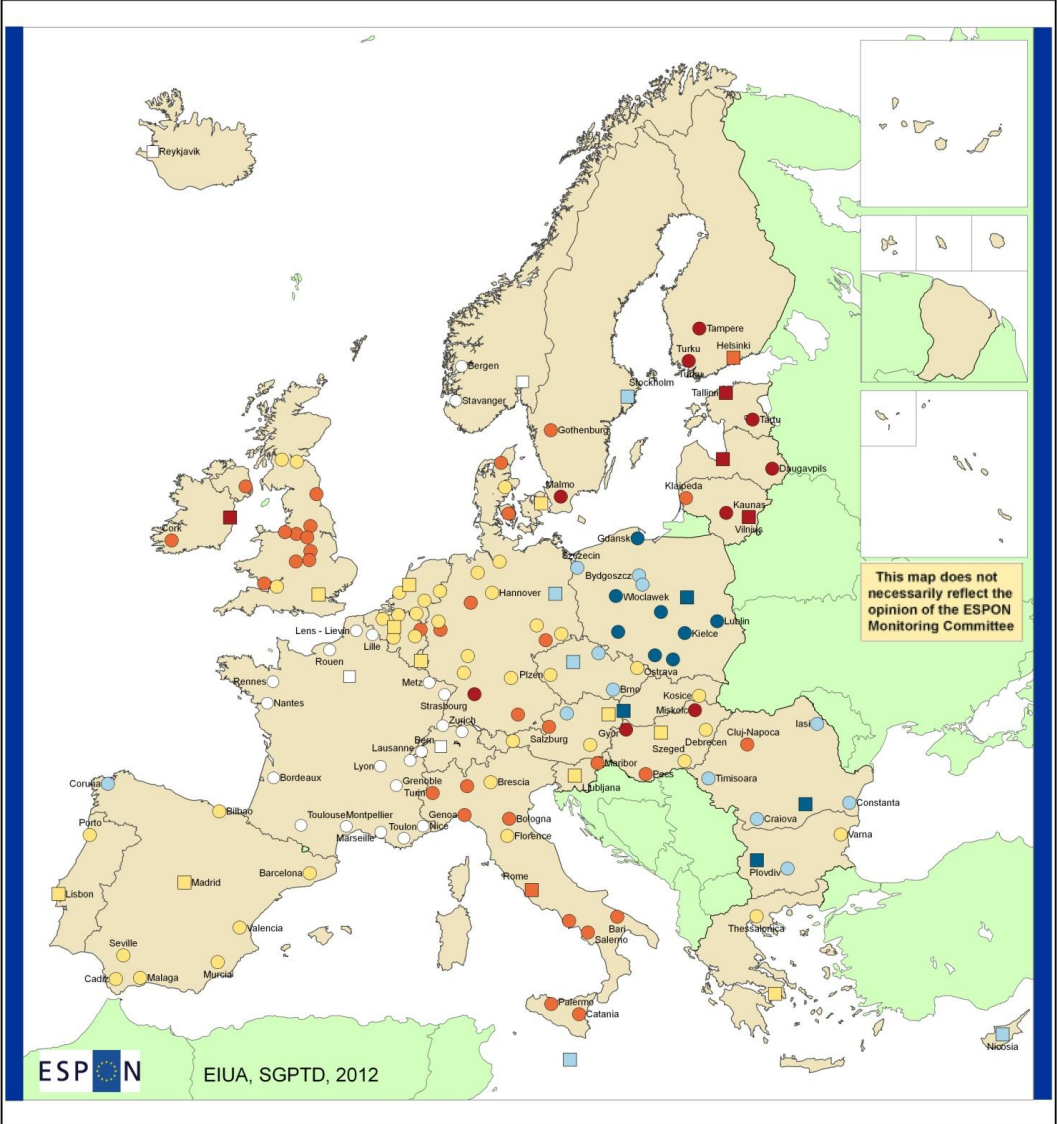 Reykjavik
Bergen
Stavanger
Tampere
Turku
Helsinki
Turku
Stockholm
Tallinn
Tartu
Gothenburg
Daugavpils
Malmo
Klaipeda
Kaunas
Vilnius
Cork
Gdansk
Szczecin
Bydgoszcz
This map does not
necessarily reflect the
opinion of the ESPON
Monitoring Committee
Hannover
Wloclawek
Lublin
Kielce
Lens - Lievin
Lille
Rouen
Ostrava
Rennes
Metz
Plzen
Brno
Kosice
Nantes
Strasbourg
Miskolc
Zurich
Iasi
Bern
Salzburg
Gyor
Debrecen
Cluj-Napoca
Lausanne
Szeged
Lyon
Maribor
Bordeaux
Grenoble
Brescia
Pecs
Timisoara
Coruna
Turin
Ljubljana
Constanta
Bilbao
Toulouse
Montpellier
Genoa
Bologna
Craiova
Porto
Marseille
Toulon
Nice
Florence
Varna
Barcelona
Plovdiv
Madrid
Rome
Lisbon
Valencia
Bari
Thessalonica
Seville
Salerno
Murcia
Cadiz
Malaga
Palermo
Catania
Nicosia
ESPON
EIUA, SGPTD, 2012